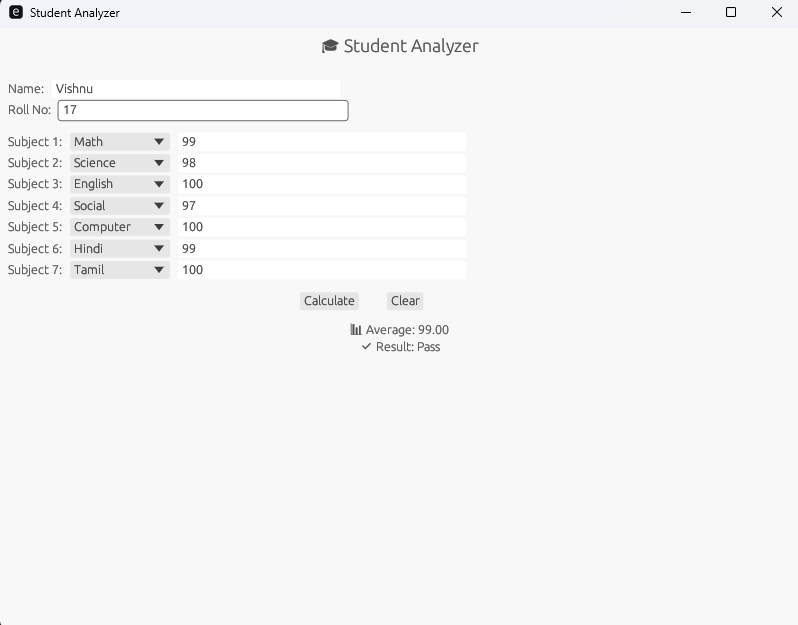 e Student Analyzer
🎓 Student Analyzer
Name: Vishnu
Roll No: 17
Subject 1: Math 99
Subject 2: Science 98
Subject 3: English 100
Subject 4: Social 97
Subject 5: Computer 100
Subject 6: Hindi 99
Subject 7: Tamil 100
Calculate Clear
📊 Average: 99.00
✔ Result: Pass